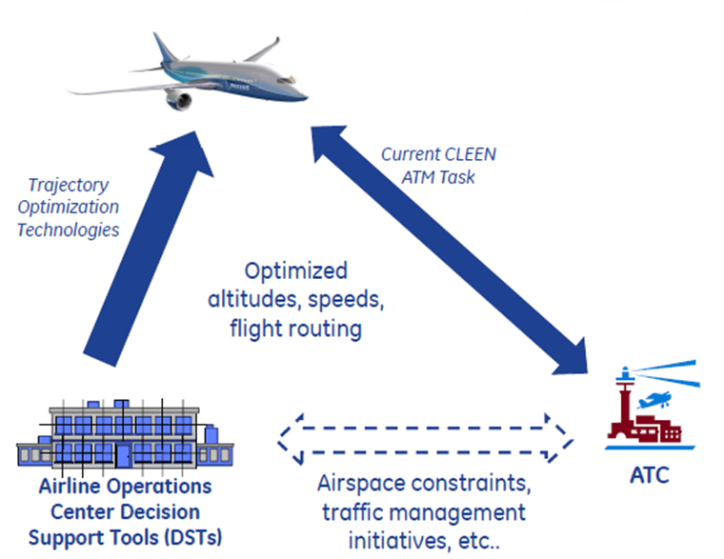 Current CLEEN
ATM Task
Trajectory
Optimization
Technologies
Optimized
altitudes, speeds,
flight routing
Airline Operations
Center Decision
Support Tools (DSTs)
Airspace constraints,
traffic management
initiatives, etc..
ATC